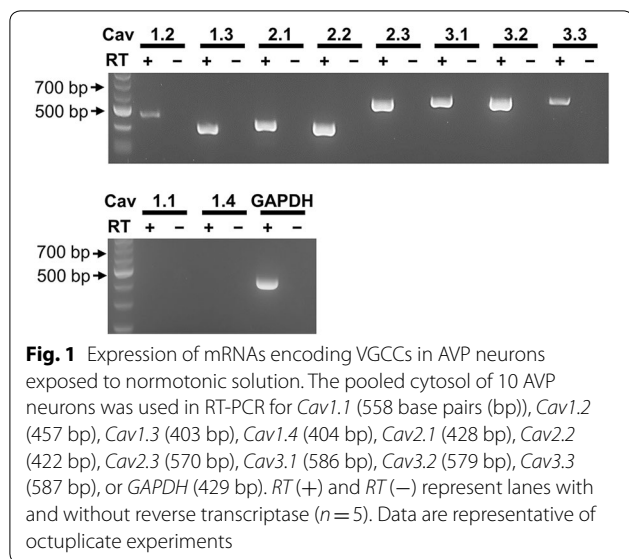 Cav 1.2 1.3 2.1 2.2 2.3 3.1 3.2 3.3
RT + − + − + − + − + − + − + − + −
700 bp
500 bp
Cav 1.1 1.4 GAPDH
RT + − + − + −
700 bp
500 bp
Fig. 1 Expression of mRNAs encoding VGCCs in AVP neurons
exposed to normotonic solution. The pooled cytosol of 10 AVP
neurons was used in RT-PCR for Cav1.1 (558 base pairs (bp)), Cav1.2
(457 bp), Cav1.3 (403 bp), Cav1.4 (404 bp), Cav2.1 (428 bp), Cav2.2
(422 bp), Cav2.3 (570 bp), Cav3.1 (586 bp), Cav3.2 (579 bp), Cav3.3
(587 bp), or GAPDH (429 bp). RT (+) and RT (−) represent lanes with
and without reverse transcriptase (n = 5). Data are representative of
octuplicate experiments